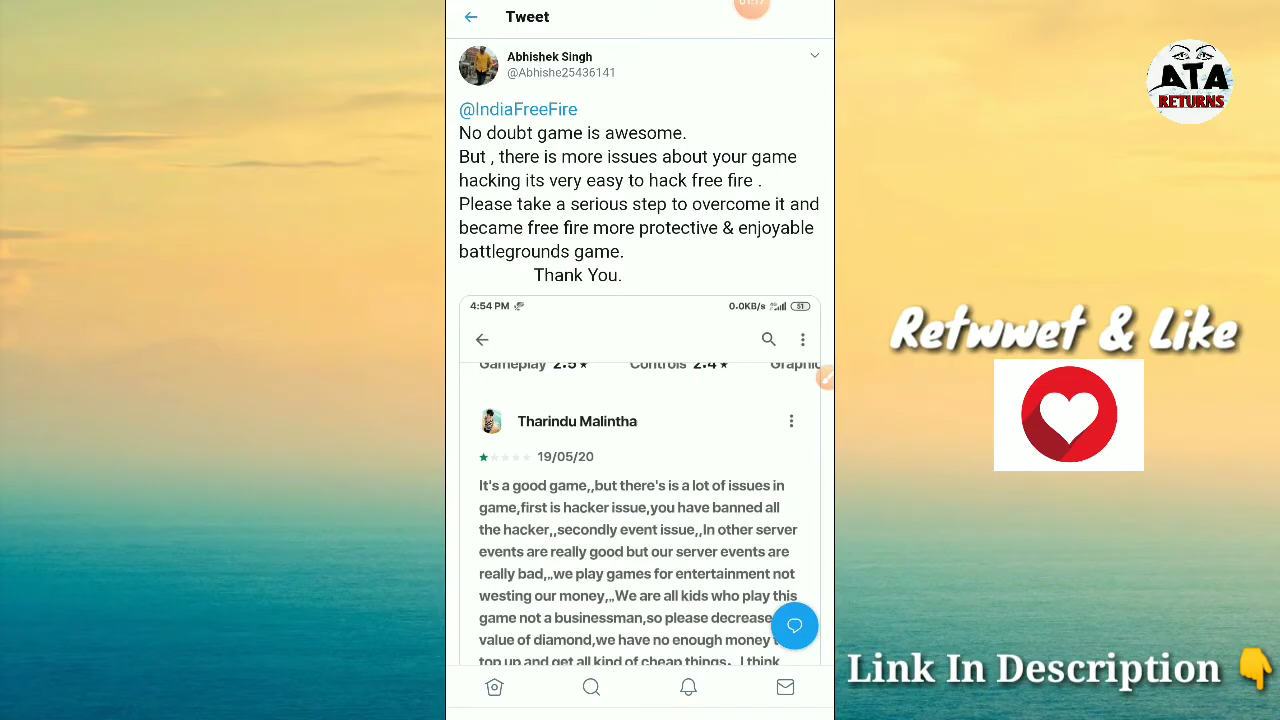 01:17
Tweet
Abhishek Singh
@Abhishe25436141
@IndiaFreeFire
No doubt game is awesome.
But , there is more issues about your game
hacking its very easy to hack free fire .
Please take a serious step to overcome it and
became free fire more protective & enjoyable
battlegrounds game.
Thank You.
4:54 PM
0.0KB/s 51
Gameplay 2.5★ Controls 2.4★ Graphic
Tharindu Malintha
19/05/20
It's a good game,,but there's is a lot of issues in
game,first is hacker issue,you have banned all
the hacker,,secondly event issue,,In other server
events are really good but our server events are
really bad,,,we play games for entertainment not
westing our money,,,We are all kids who play this
game not a businessman,so please decrease
value of diamond,we have no enough money
top up and get all kind of cheap things, I think
ATA
RETURNS
Retwwet & Like
Link In Description 👇